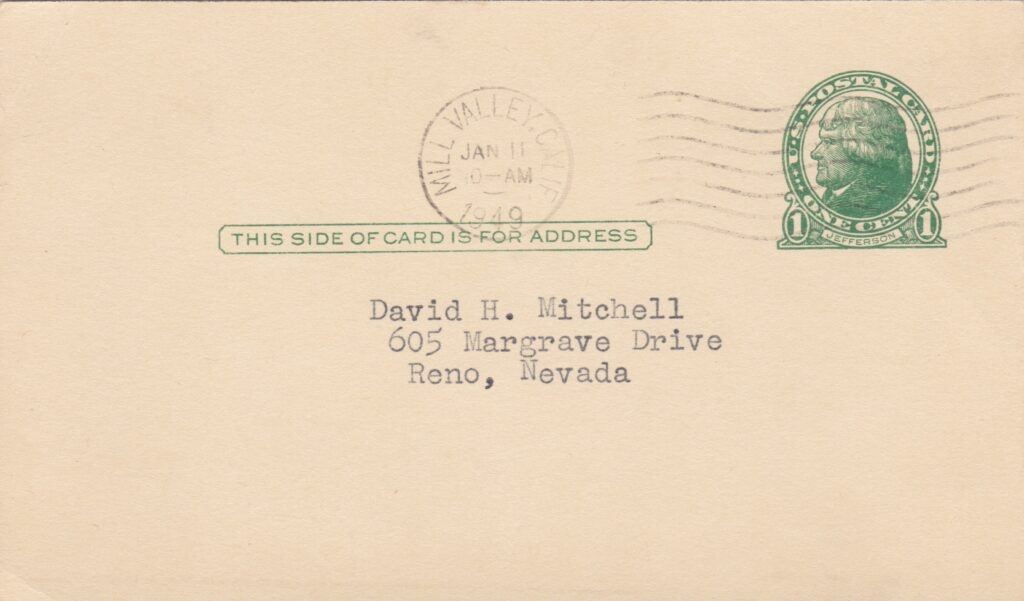 MILL VALLEY, CALIF
JAN 11
10—AM
1949
U.S. POSTAL CARD
ONE CENT
1 JEFFERSON 1
THIS SIDE OF CARD IS FOR ADDRESS
David H. Mitchell
605 Margrave Drive
Reno, Nevada